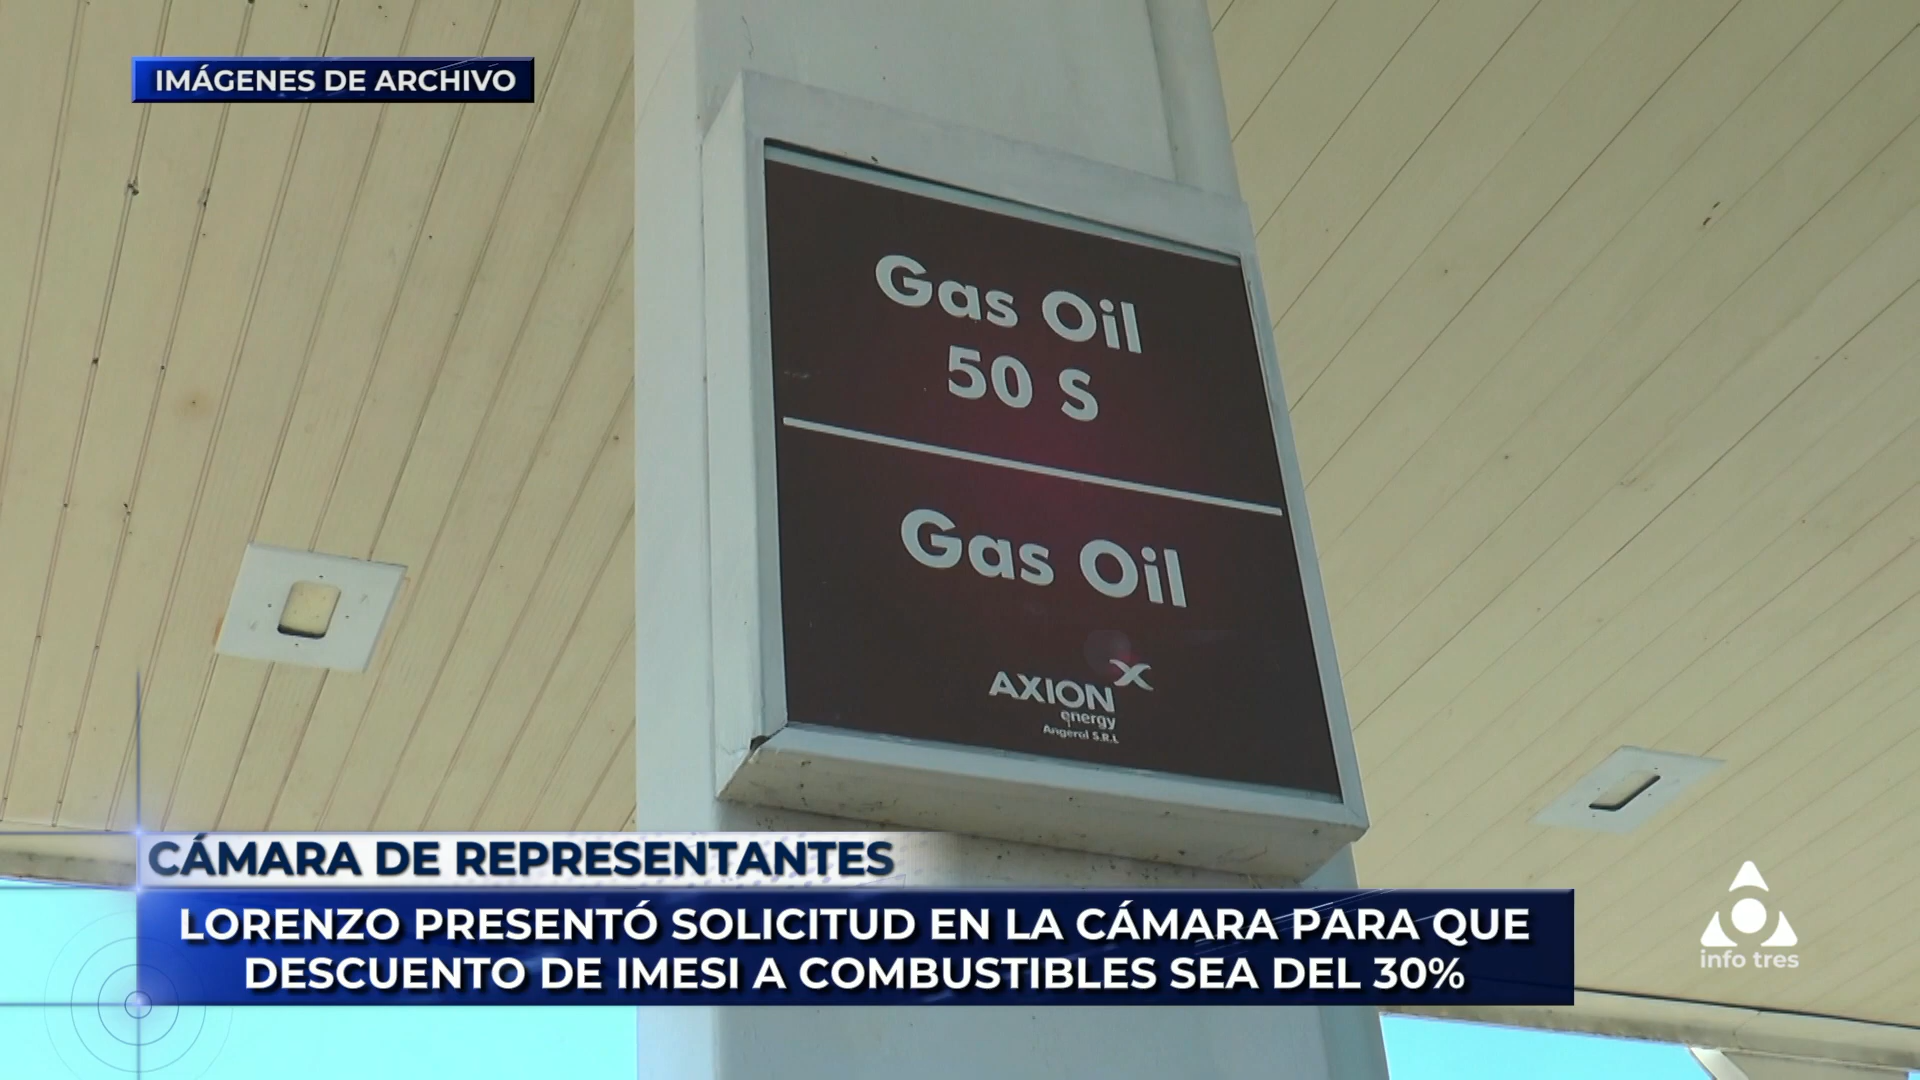 IMÁGENES DE ARCHIVO
Gas Oil
50 S
Gas Oil
AXION
energy
Angeral S.R.L
CÁMARA DE REPRESENTANTES
LORENZO PRESENTÓ SOLICITUD EN LA CÁMARA PARA QUE
DESCUENTO DE IMESI A COMBUSTIBLES SEA DEL 30%
info tres